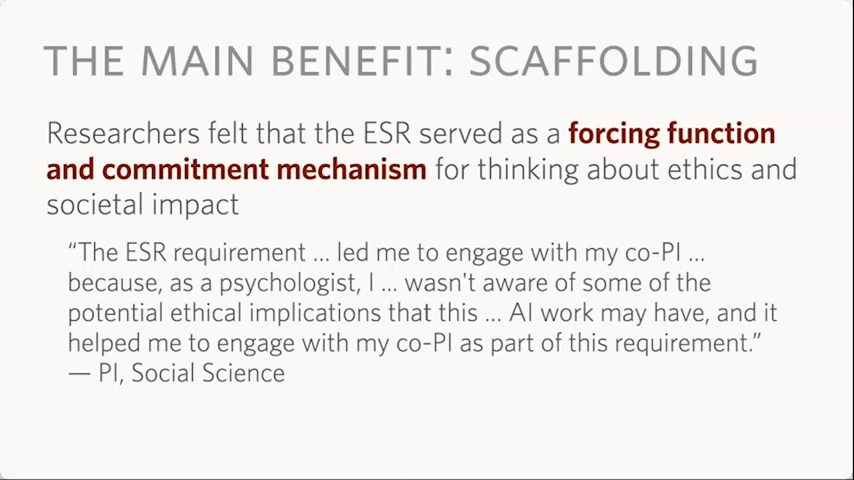 THE MAIN BENEFIT: SCAFFOLDING
Researchers felt that the ESR served as a forcing function
and commitment mechanism for thinking about ethics and
societal impact
“The ESR requirement ... led me to engage with my co-PI ...
because, as a psychologist, I ... wasn't aware of some of the
potential ethical implications that this ... AI work may have, and it
helped me to engage with my co-PI as part of this requirement.”
— PI, Social Science